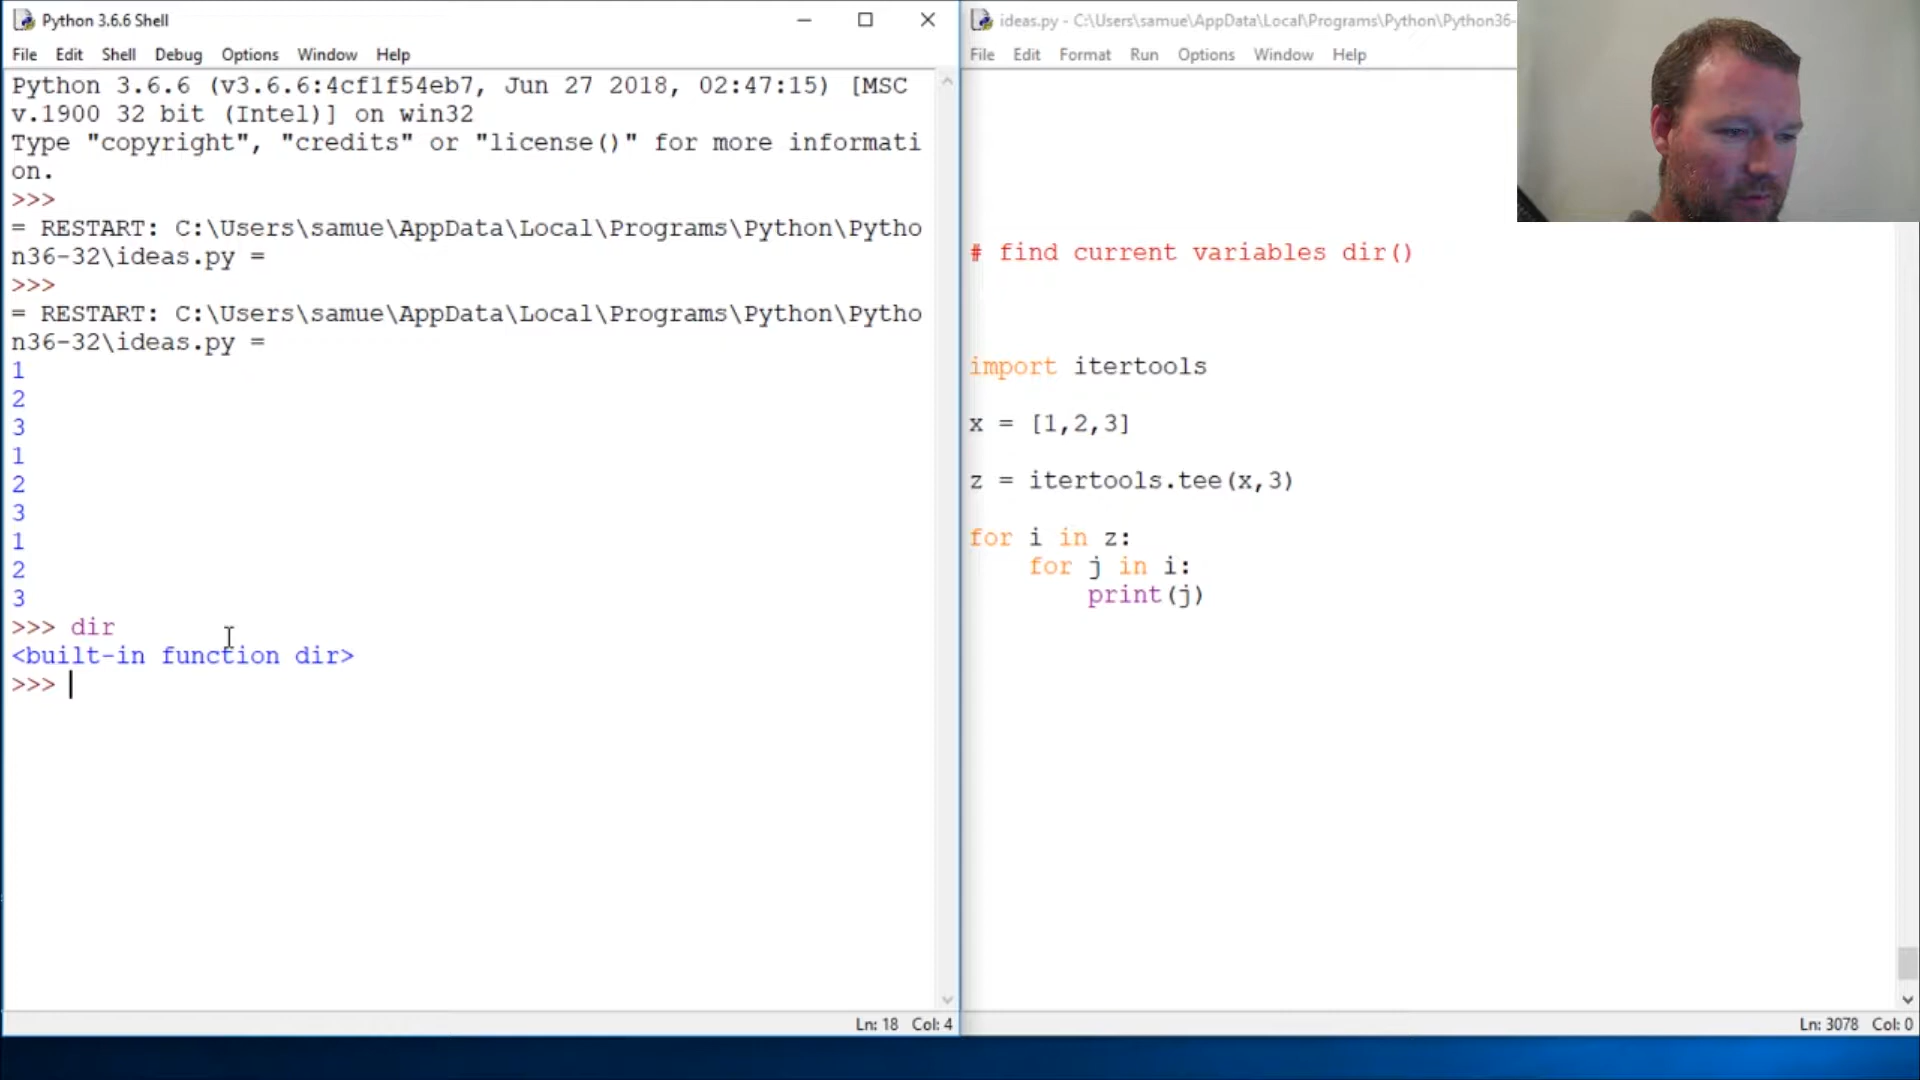 Python 3.6.6 Shell
File Edit Shell Debug Options Window Help
Python 3.6.6 (v3.6.6:4cf1f54eb7, Jun 27 2018, 02:47:15) [MSC
v.1900 32 bit (Intel)] on win32
Type "copyright", "credits" or "license()" for more informati
on.
>>>
= RESTART: C:\Users\samue\AppData\Local\Programs\Python\Pytho
n36-32\ideas.py =
>>>
= RESTART: C:\Users\samue\AppData\Local\Programs\Python\Pytho
n36-32\ideas.py =
1
2
3
1
2
3
1
2
3
>>> dir
<built-in function dir>
>>>
Ln: 18 Col: 4
ideas.py - C:\Users\samue\AppData\Local\Programs\Python\Python36-
File Edit Format Run Options Window Help
# find current variables dir()
import itertools
x = [1,2,3]
z = itertools.tee(x,3)
for i in z:
    for j in i:
        print(j)
Ln: 3078 Col: 0